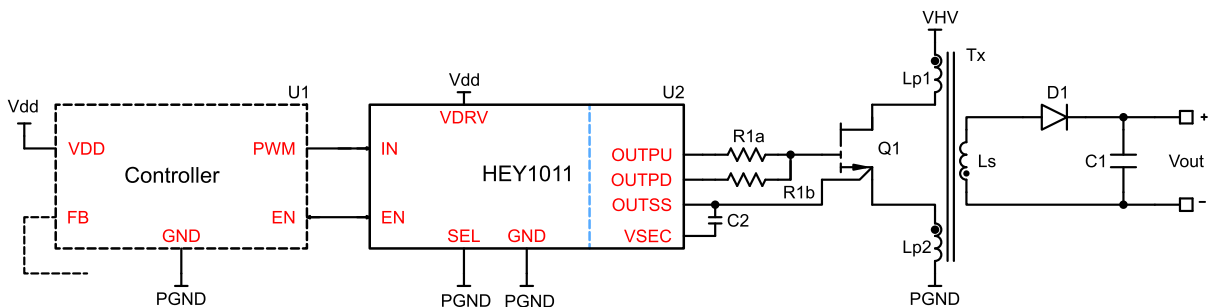 VHV
Tx
Lp1
Vdd
U1
Vdd
U2
VDRV
D1
VDD
PWM
IN
OUTPU
R1a
Q1
+
Controller
HEY1011
OUTPD
R1b
Ls
C1
Vout
FB
EN
EN
OUTSS
C2
–
GND
SEL
GND
VSEC
Lp2
PGND
PGND
PGND
PGND